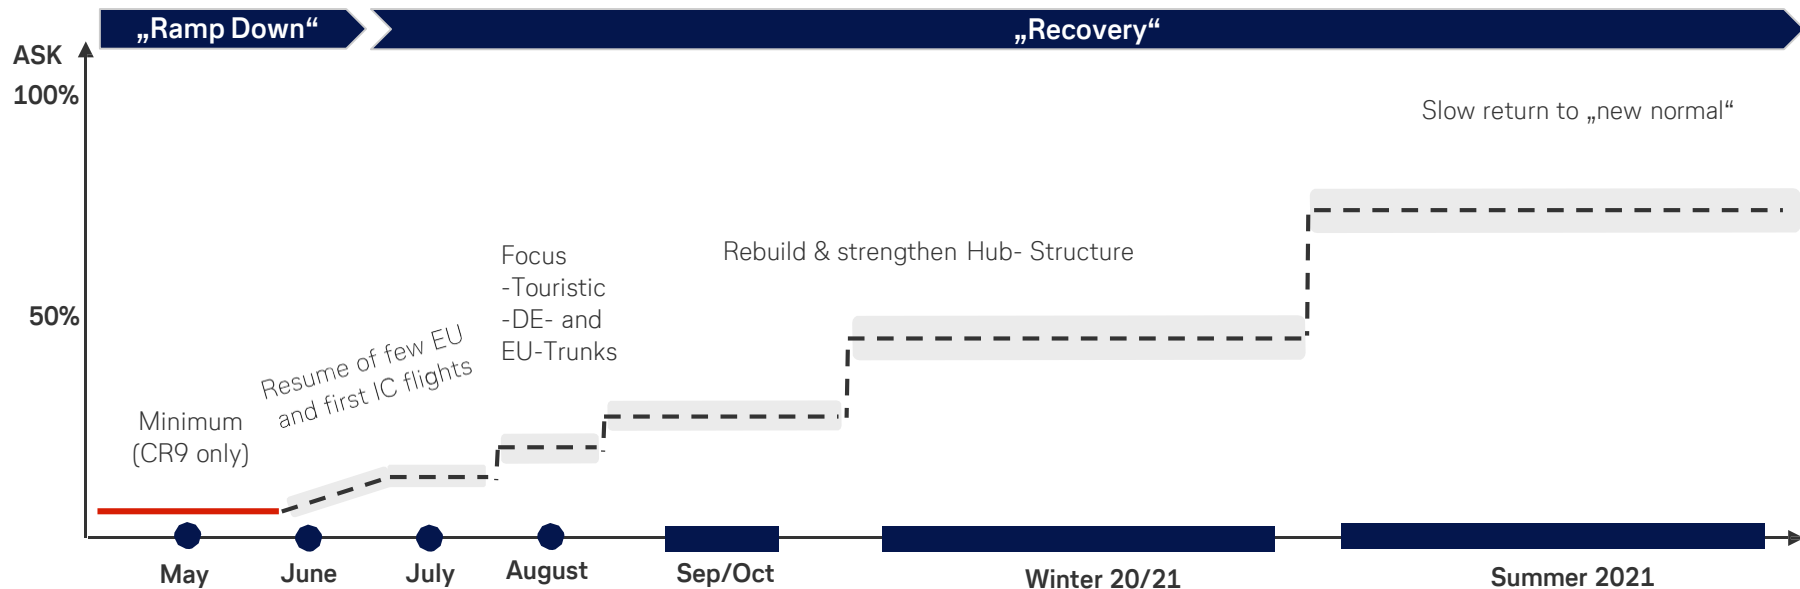 „Ramp Down“
„Recovery“
ASK
100%
Slow return to „new normal“
50%
Rebuild & strengthen Hub- Structure
Focus
-Touristic
-DE- and
EU-Trunks
Resume of few EU
and first IC flights
Minimum
(CR9 only)
May
June
July
August
Sep/Oct
Winter 20/21
Summer 2021